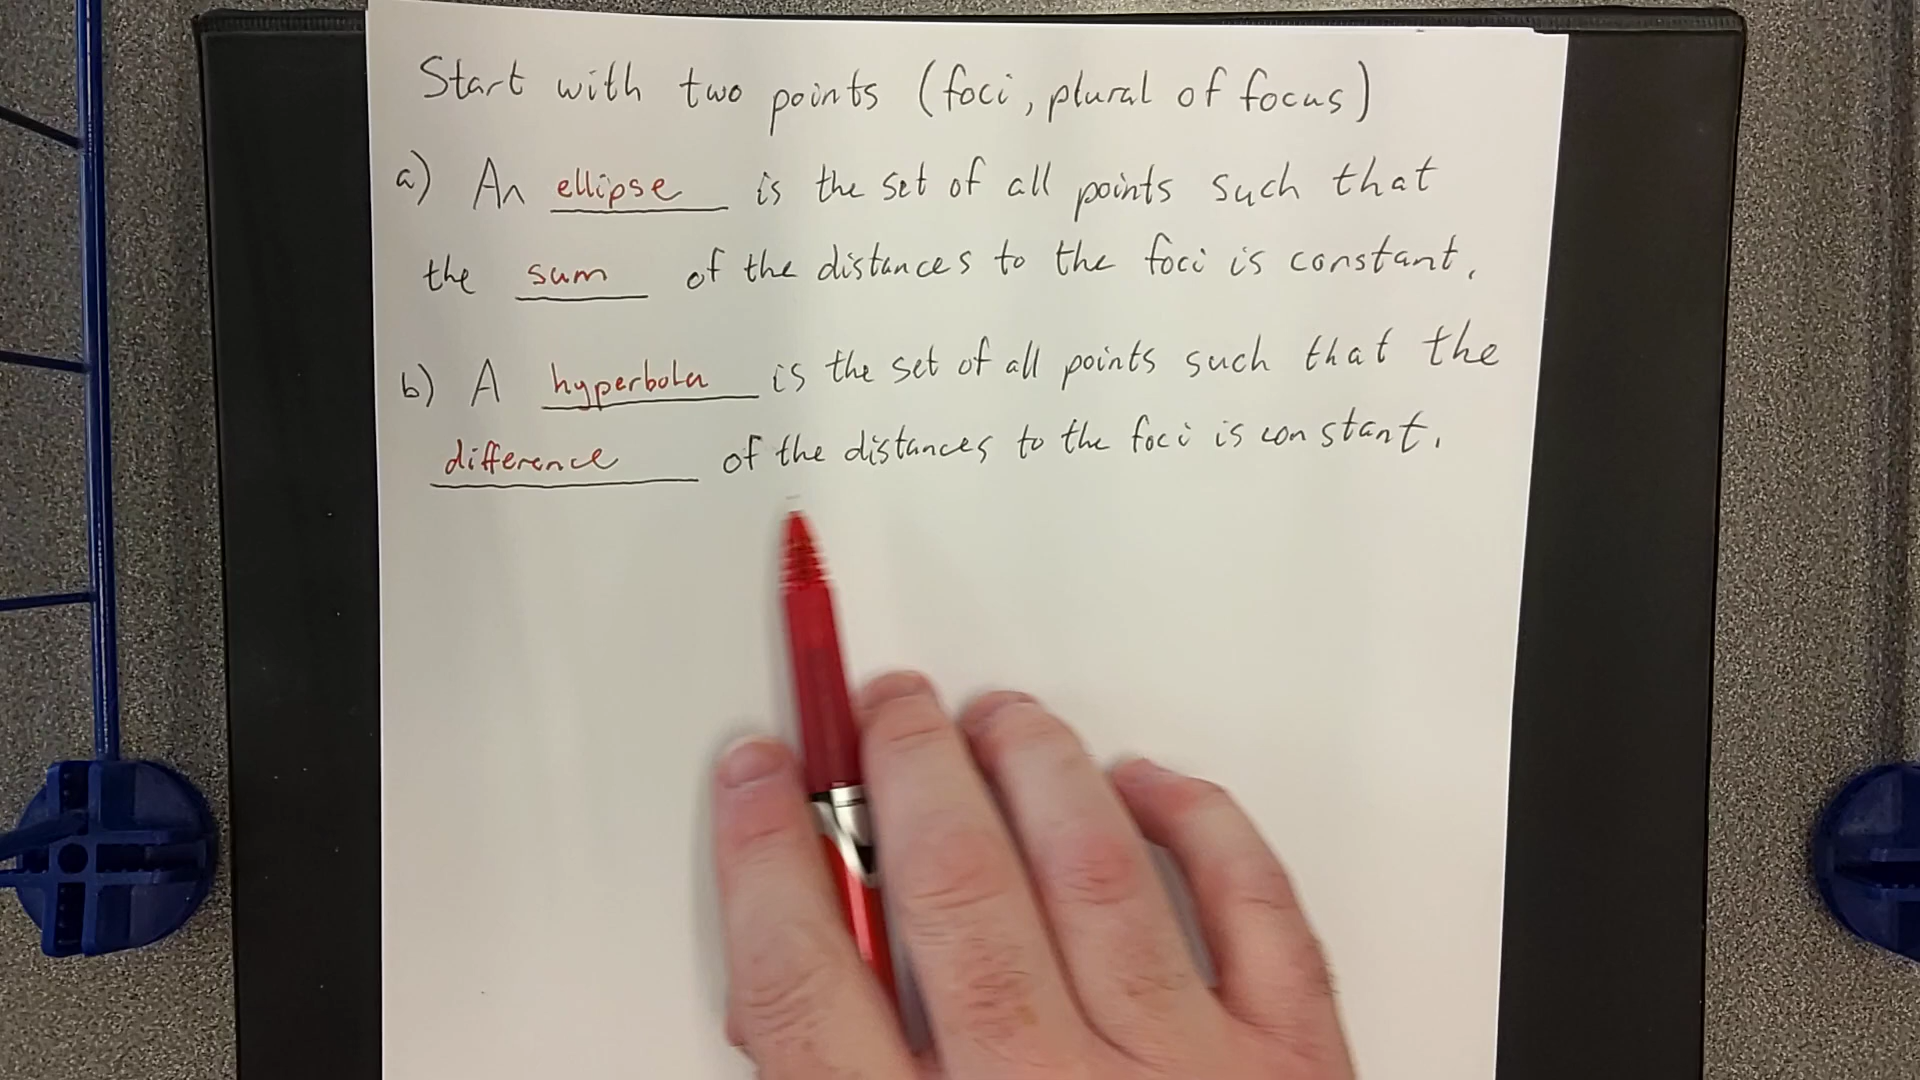 Start with two points (foci, plural of focus)
a) An ellipse is the set of all points such that
the sum of the distances to the foci is constant.
b) A hyperbola is the set of all points such that the
difference of the distances to the foci is constant.